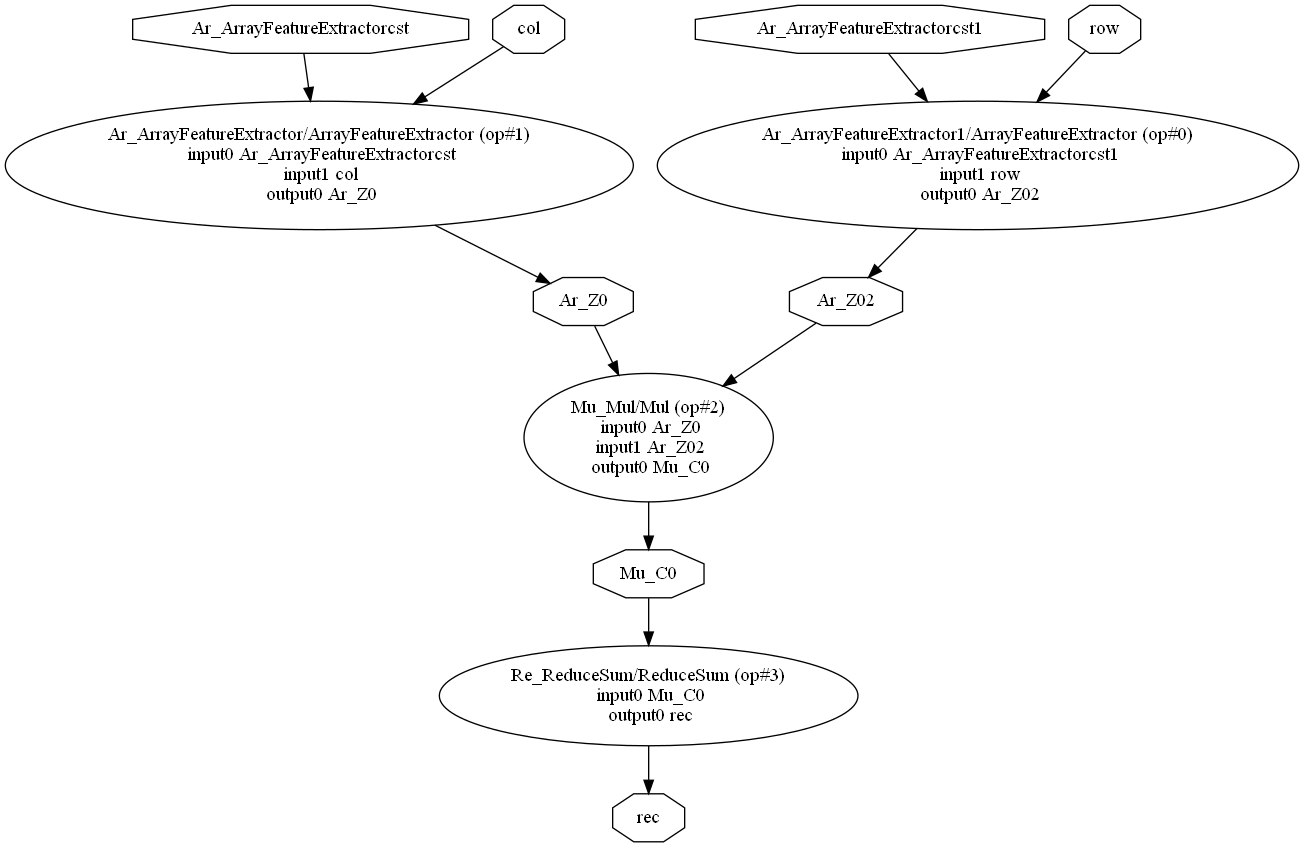 Ar_ArrayFeatureExtractorcst
col
Ar_ArrayFeatureExtractorcst1
row
Ar_ArrayFeatureExtractor/ArrayFeatureExtractor (op#1)
input0 Ar_ArrayFeatureExtractorcst
input1 col
output0 Ar_Z0
Ar_ArrayFeatureExtractor1/ArrayFeatureExtractor (op#0)
input0 Ar_ArrayFeatureExtractorcst1
input1 row
output0 Ar_Z02
Ar_Z0
Ar_Z02
Mu_Mul/Mul (op#2)
input0 Ar_Z0
input1 Ar_Z02
output0 Mu_C0
Mu_C0
Re_ReduceSum/ReduceSum (op#3)
input0 Mu_C0
output0 rec
rec